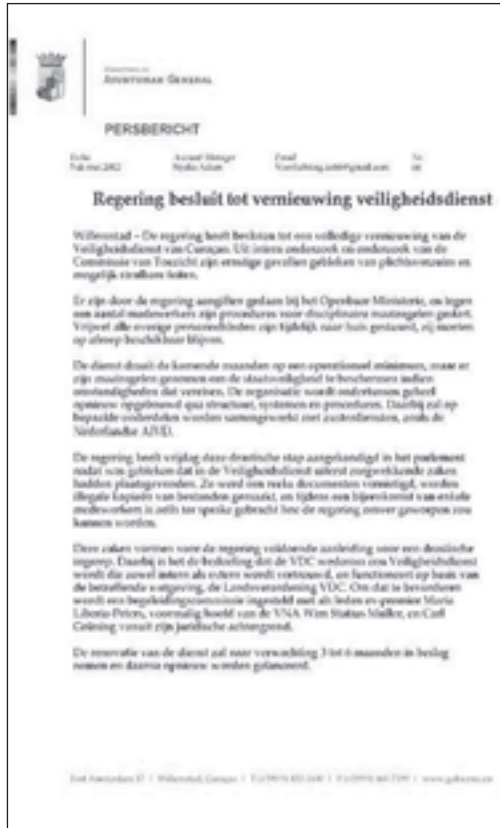 MINISTERIE VAN
ALGEMENE ZAKEN
PERSBERICHT
Regering besluit tot vernieuwing veiligheidsdienst
Willemstad – De regering heeft besloten tot een volledige vernieuwing van de
Veiligheidsdienst van Curaçao. Uit intern onderzoek en onderzoek van de
Commissie van Toezicht zijn ernstige gevallen gebleken van plichtsverzuim en
mogelijk strafbare feiten.
Er zijn door de regering aangiften gedaan bij het Openbaar Ministerie, en tegen
een aantal medewerkers zijn procedures voor disciplinaire maatregelen gestart.
Vrijwel alle overige personeelsleden zijn tijdelijk naar huis gestuurd, zij moeten
op afroep beschikbaar blijven.
De dienst draait de komende maanden op een operationeel minimum, maar er
zijn maatregelen genomen om de staatsveiligheid te beschermen indien
omstandigheden dat vereisen. De organisatie wordt ondertussen geheel
opnieuw opgebouwd qua structuur, systemen en procedures. Daarbij zal op
bepaalde onderdelen worden samengewerkt met zusterdiensten, zoals de
Nederlandse AIVD.
De regering heeft vrijdag deze drastische stap aangekondigd in het parlement
nadat was gebleken dat in de Veiligheidsdienst uiterst zorgwekkende zaken
hadden plaatsgevonden. Zo werd een reeks documenten vernietigd, werden
illegale kopieën van bestanden gemaakt, en tijdens een bijeenkomst van enkele
medewerkers is zelfs ter sprake gebracht hoe de regering omver geworpen zou
kunnen worden.
Deze zaken vormen voor de regering voldoende aanleiding voor een drastische
ingreep. Daarbij is het de bedoeling dat de VDC wederom een Veiligheidsdienst
wordt die zowel intern als extern wordt vertrouwd, en functioneert op basis van
de betreffende wetgeving, de Landsverordening VDC. Om dat te bevorderen
wordt een begeleidingscommissie ingesteld met als leden ex-premier Maria
Liberia-Peters, voormalig hoofd van de VNA Wim Statius Muller, en Carl
vanuit zijn juridische achtergrond.
De renovatie van de dienst zal naar verwachting 3 tot 6 maanden in beslag
nemen en daarna opnieuw worden gelanceerd.
Fort Amsterdam | Willemstad, Curaçao